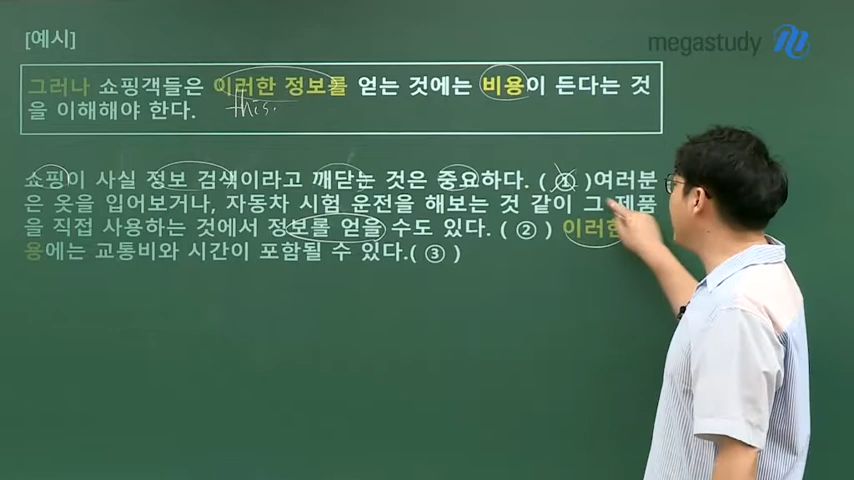 [예시]
megastudy
그러나 쇼핑객들은 이러한 정보를 얻는 것에는 비용이 든다는 것
을 이해해야 한다.
this.
쇼핑이 사실 정보 검색이라고 깨닫는 것은 중요하다. (①)여러분
은 옷을 입어보거나, 자동차 시험 운전을 해보는 것 같이 그 제품
을 직접 사용하는 것에서 정보를 얻을 수도 있다. ( ② ) 이러한
용에는 교통비와 시간이 포함될 수 있다.( ③ )